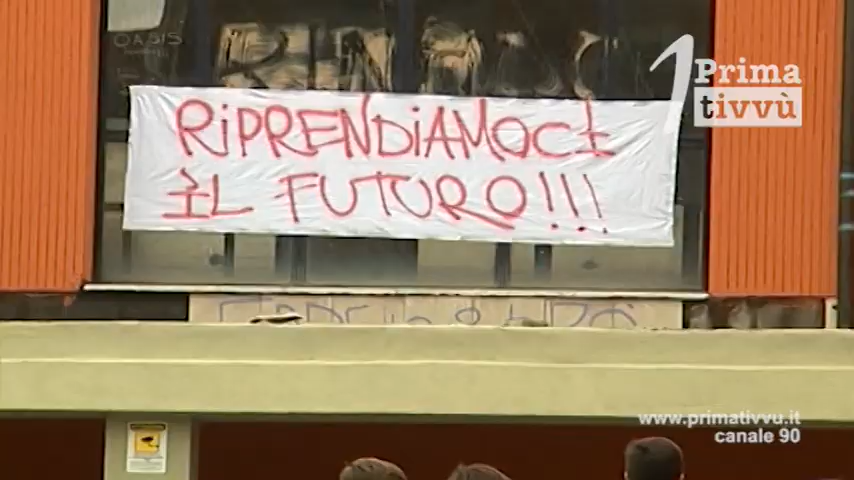 OASIS
Prima
tivvù
RiPRENDiAMOCI
IL FUTURO!!!
www.primativvu.it
canale 90